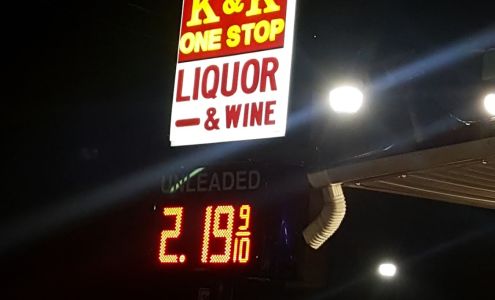 K & K
ONE STOP
LIQUOR
& WINE
UNLEADED
2.19 9/10